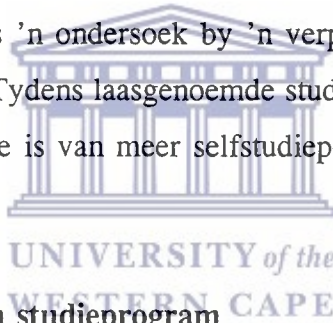 ’n ondersoek by ’n verp
Tydens laasgenoemde stud
e is van meer selfstudiep
UNIVERSITY of the
WESTERN CAPE
studieprogram